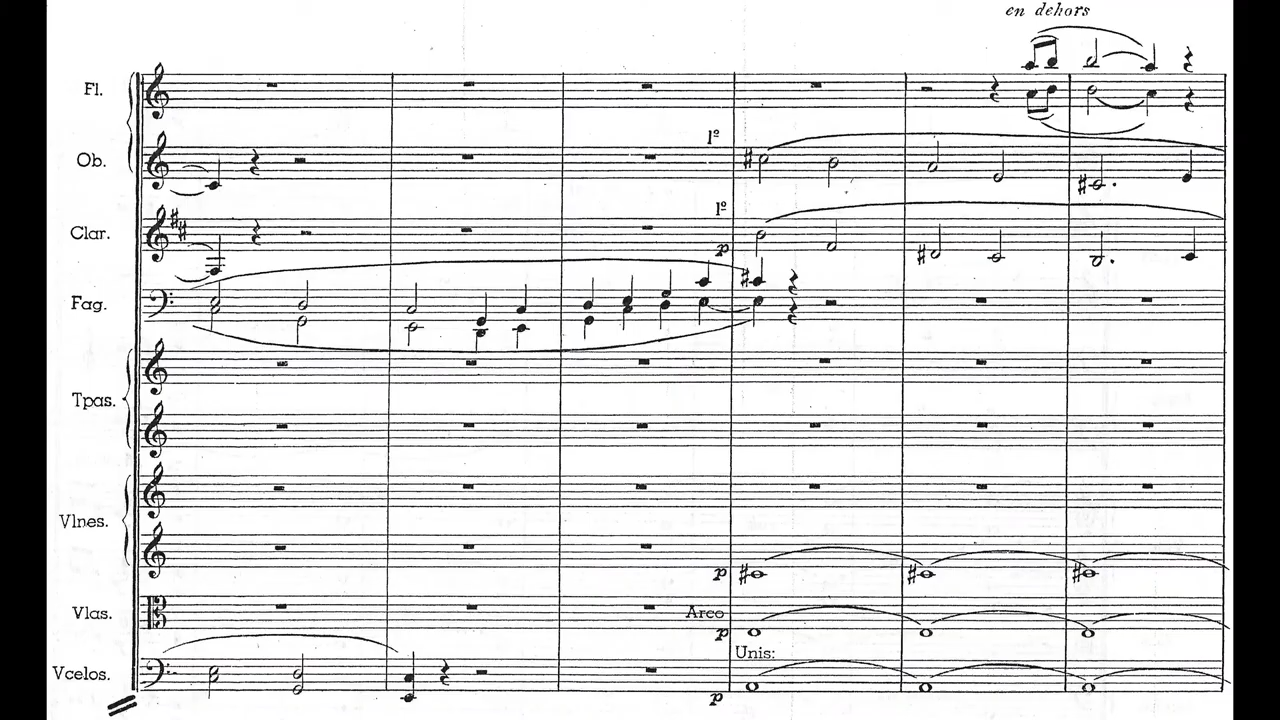 en dehors
Fl.
1º
Ob.
1º
Clar.
p
Fag.
Tpas.
Vlnes.
p
Vlas.
Arco
p
Unis:
Vcelos.
p